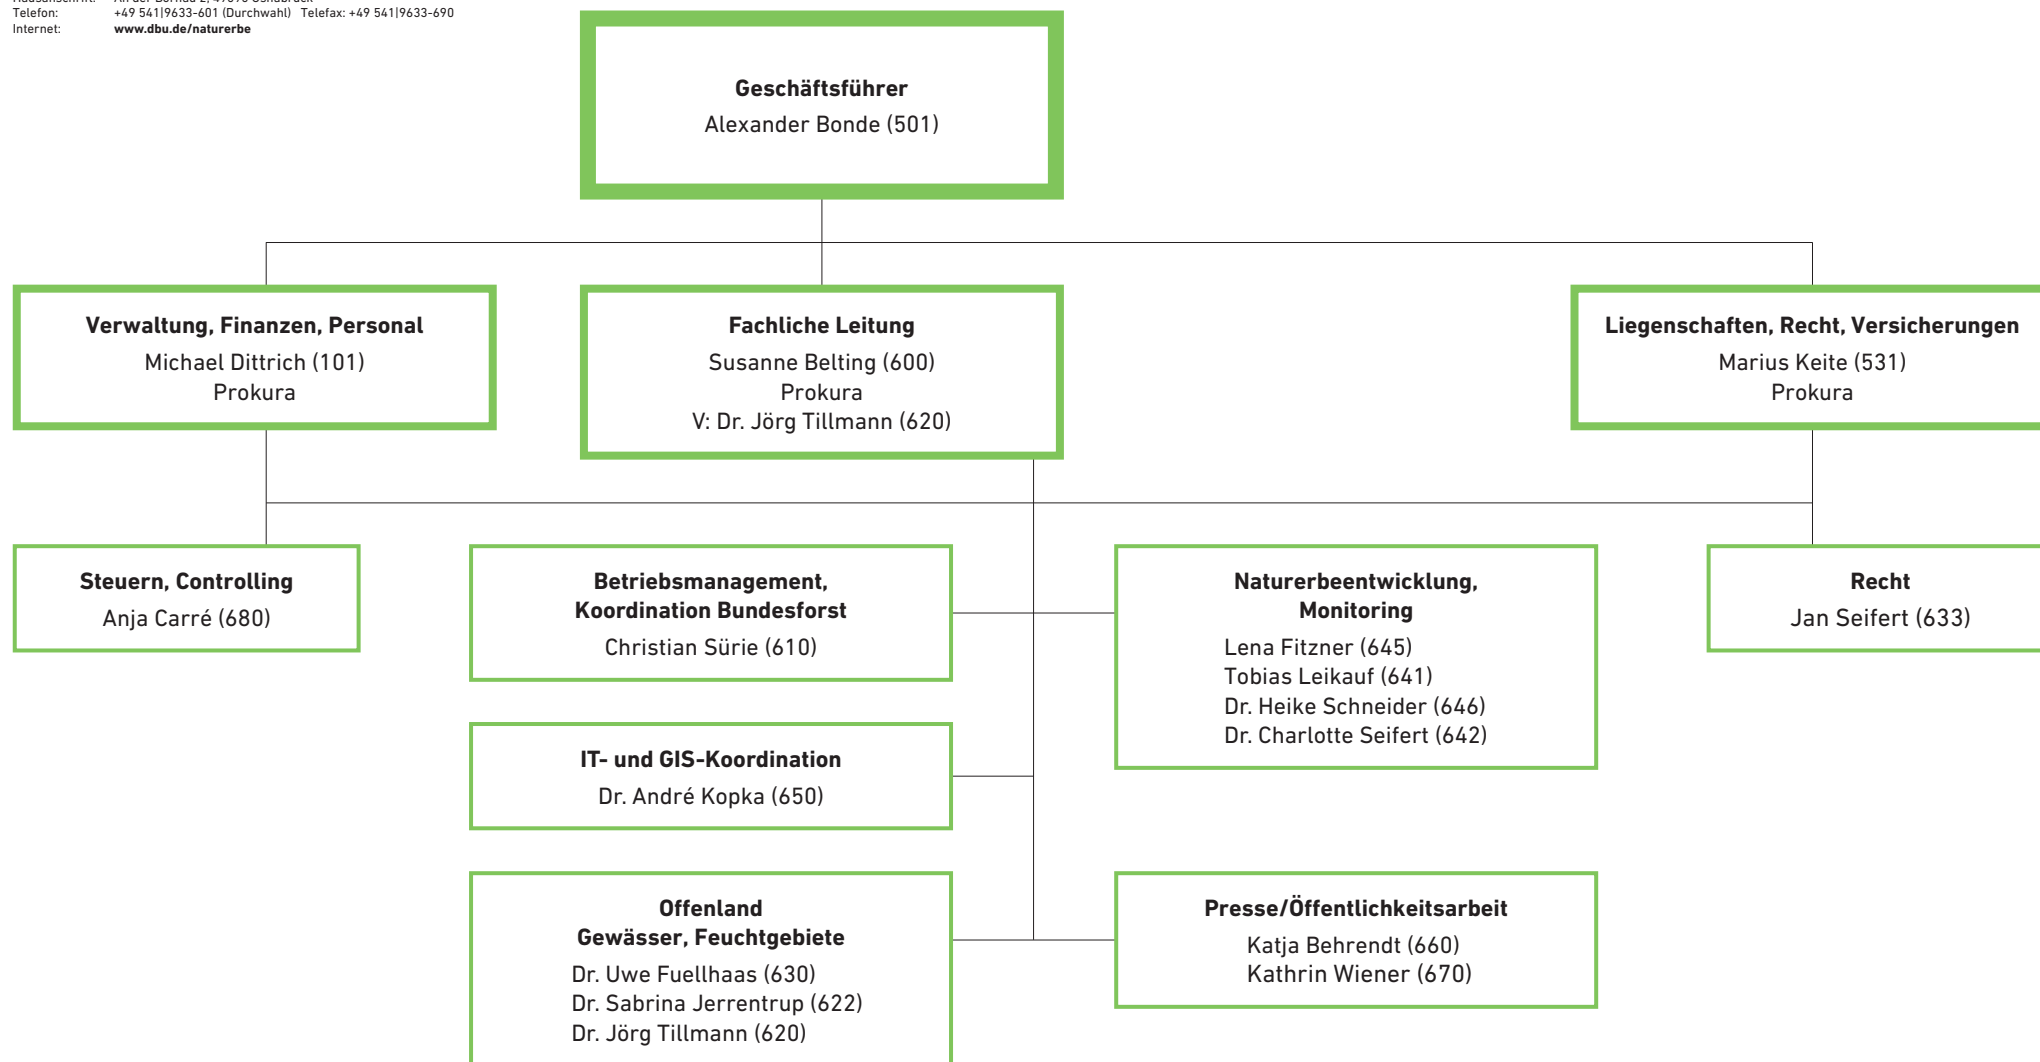 Telefon: +49 541|9633-601 (Durchwahl) Telefax: +49 541|9633-690
Internet: www.dbu.de/naturerbe
Geschäftsführer
Alexander Bonde (501)
Verwaltung, Finanzen, Personal
Michael Dittrich (101)
Prokura
Fachliche Leitung
Susanne Belting (600)
Prokura
V: Dr. Jörg Tillmann (620)
Liegenschaften, Recht, Versicherungen
Marius Keite (531)
Prokura
Steuern, Controlling
Anja Carré (680)
Betriebsmanagement,
Koordination Bundesforst
Christian Sürie (610)
Naturerbeentwicklung,
Monitoring
Lena Fitzner (645)
Tobias Leikauf (641)
Dr. Heike Schneider (646)
Dr. Charlotte Seifert (642)
Recht
Jan Seifert (633)
IT- und GIS-Koordination
Dr. André Kopka (650)
Offenland
Gewässer, Feuchtgebiete
Dr. Uwe Fuellhaas (630)
Dr. Sabrina Jerrentrup (622)
Dr. Jörg Tillmann (620)
Presse/Öffentlichkeitsarbeit
Katja Behrendt (660)
Kathrin Wiener (670)